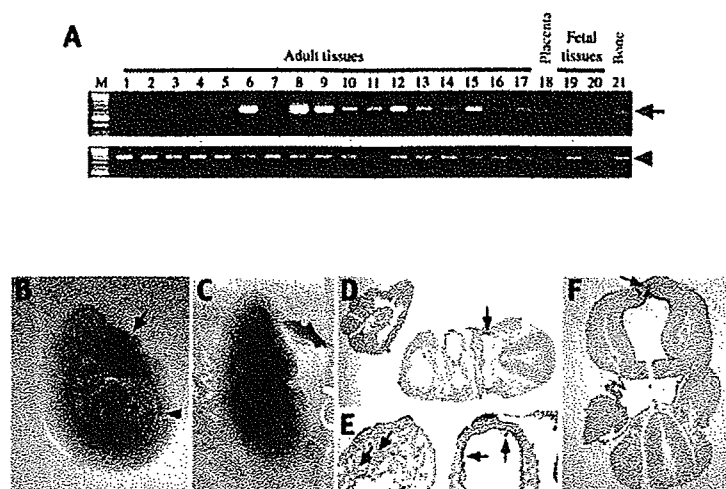 A
Adult tissues
Placenta
Fetal
tissues
Bone
M 1 2 3 4 5 6 7 8 9 10 11 12 13 14 15 16 17 18 19 20 21
B
C
D
E
F